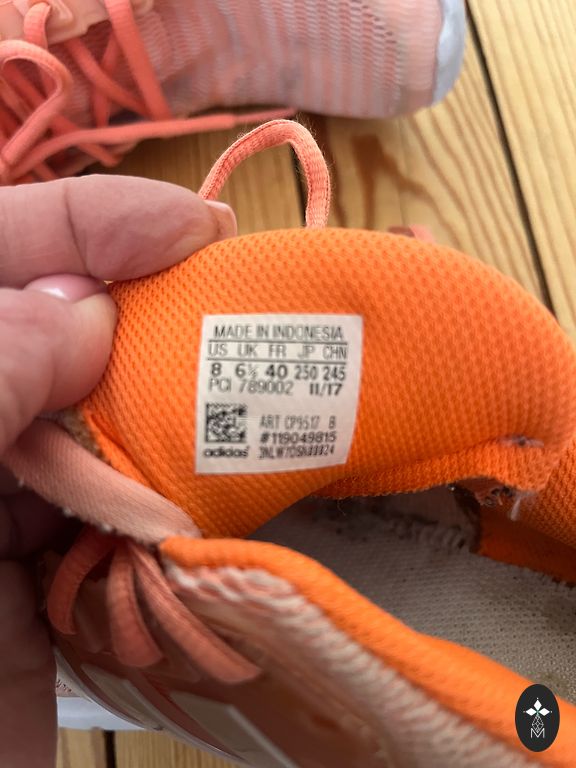 MADE IN INDONESIA
US UK FR JP CHN
8 6½ 40 250 245
PCI 789002 11/17
ART CP9517 B
#119049815
adidas